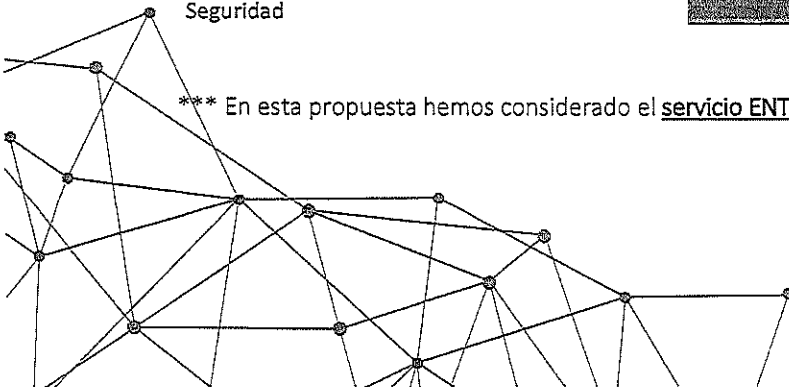 Seguridad
*** En esta propuesta hemos considerado el servicio ENT